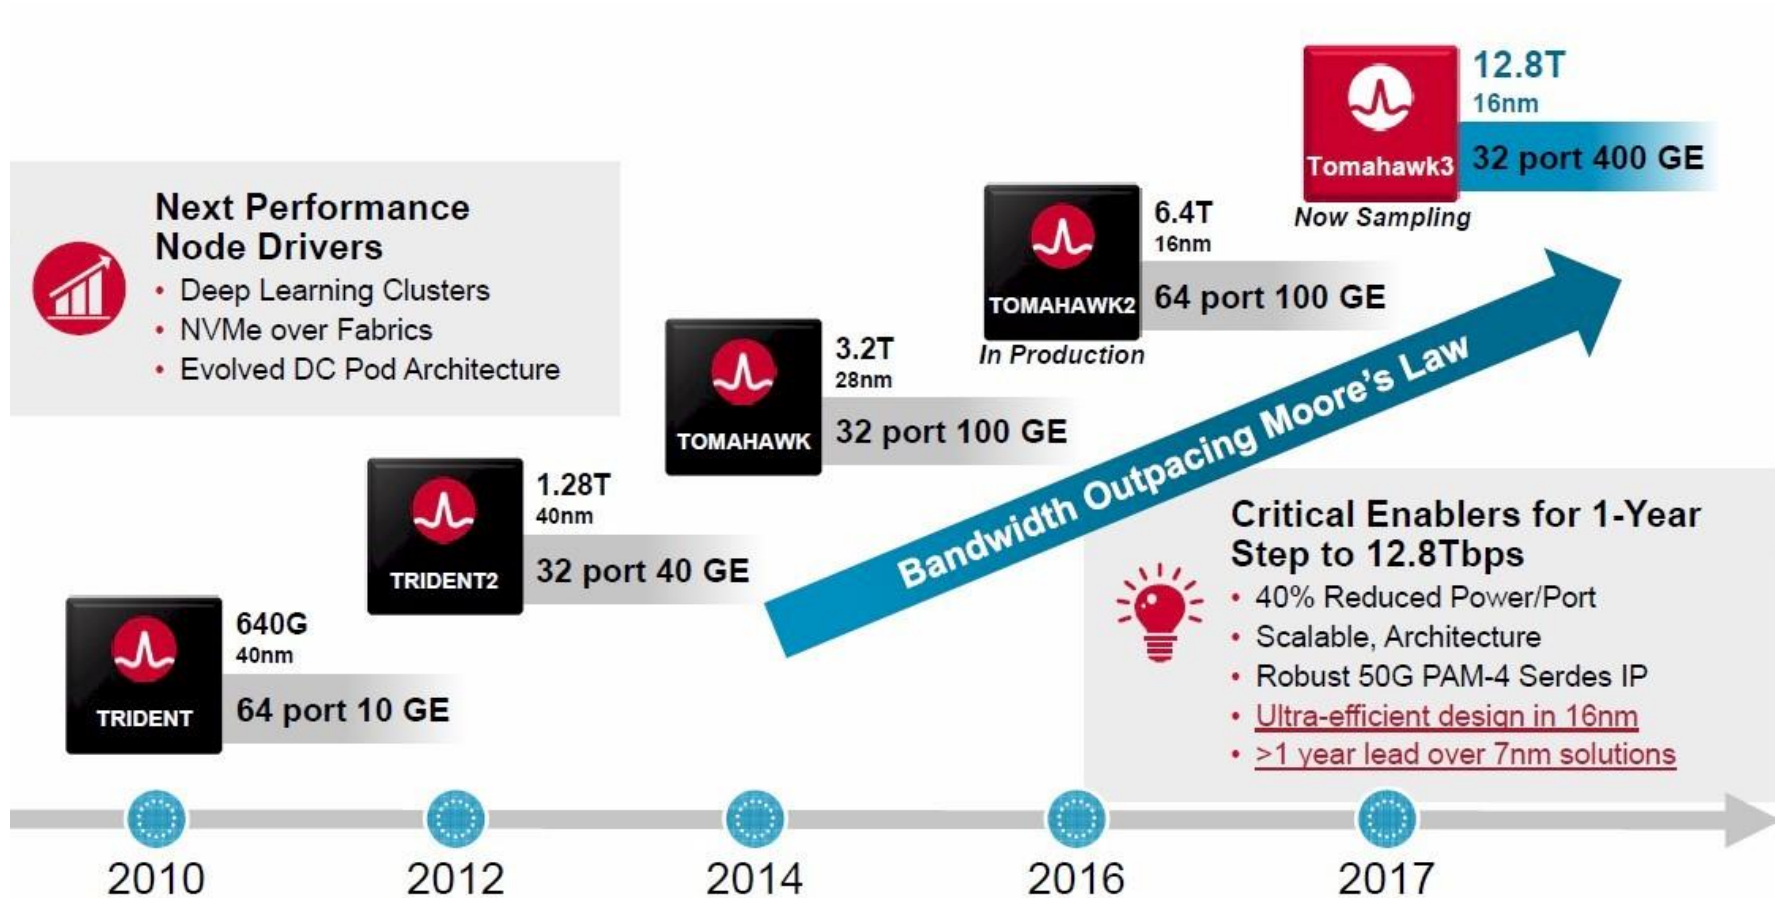 12.8T
16nm
Tomahawk3
32 port 400 GE
Now Sampling
Next Performance
Node Drivers
• Deep Learning Clusters
• NVMe over Fabrics
• Evolved DC Pod Architecture
6.4T
16nm
TOMAHAWK2
64 port 100 GE
In Production
3.2T
28nm
TOMAHAWK
32 port 100 GE
1.28T
40nm
TRIDENT2
32 port 40 GE
640G
40nm
TRIDENT
64 port 10 GE
Bandwidth Outpacing Moore's Law
Critical Enablers for 1-Year
Step to 12.8Tbps
• 40% Reduced Power/Port
• Scalable, Architecture
• Robust 50G PAM-4 Serdes IP
• Ultra-efficient design in 16nm
• >1 year lead over 7nm solutions
2010
2012
2014
2016
2017